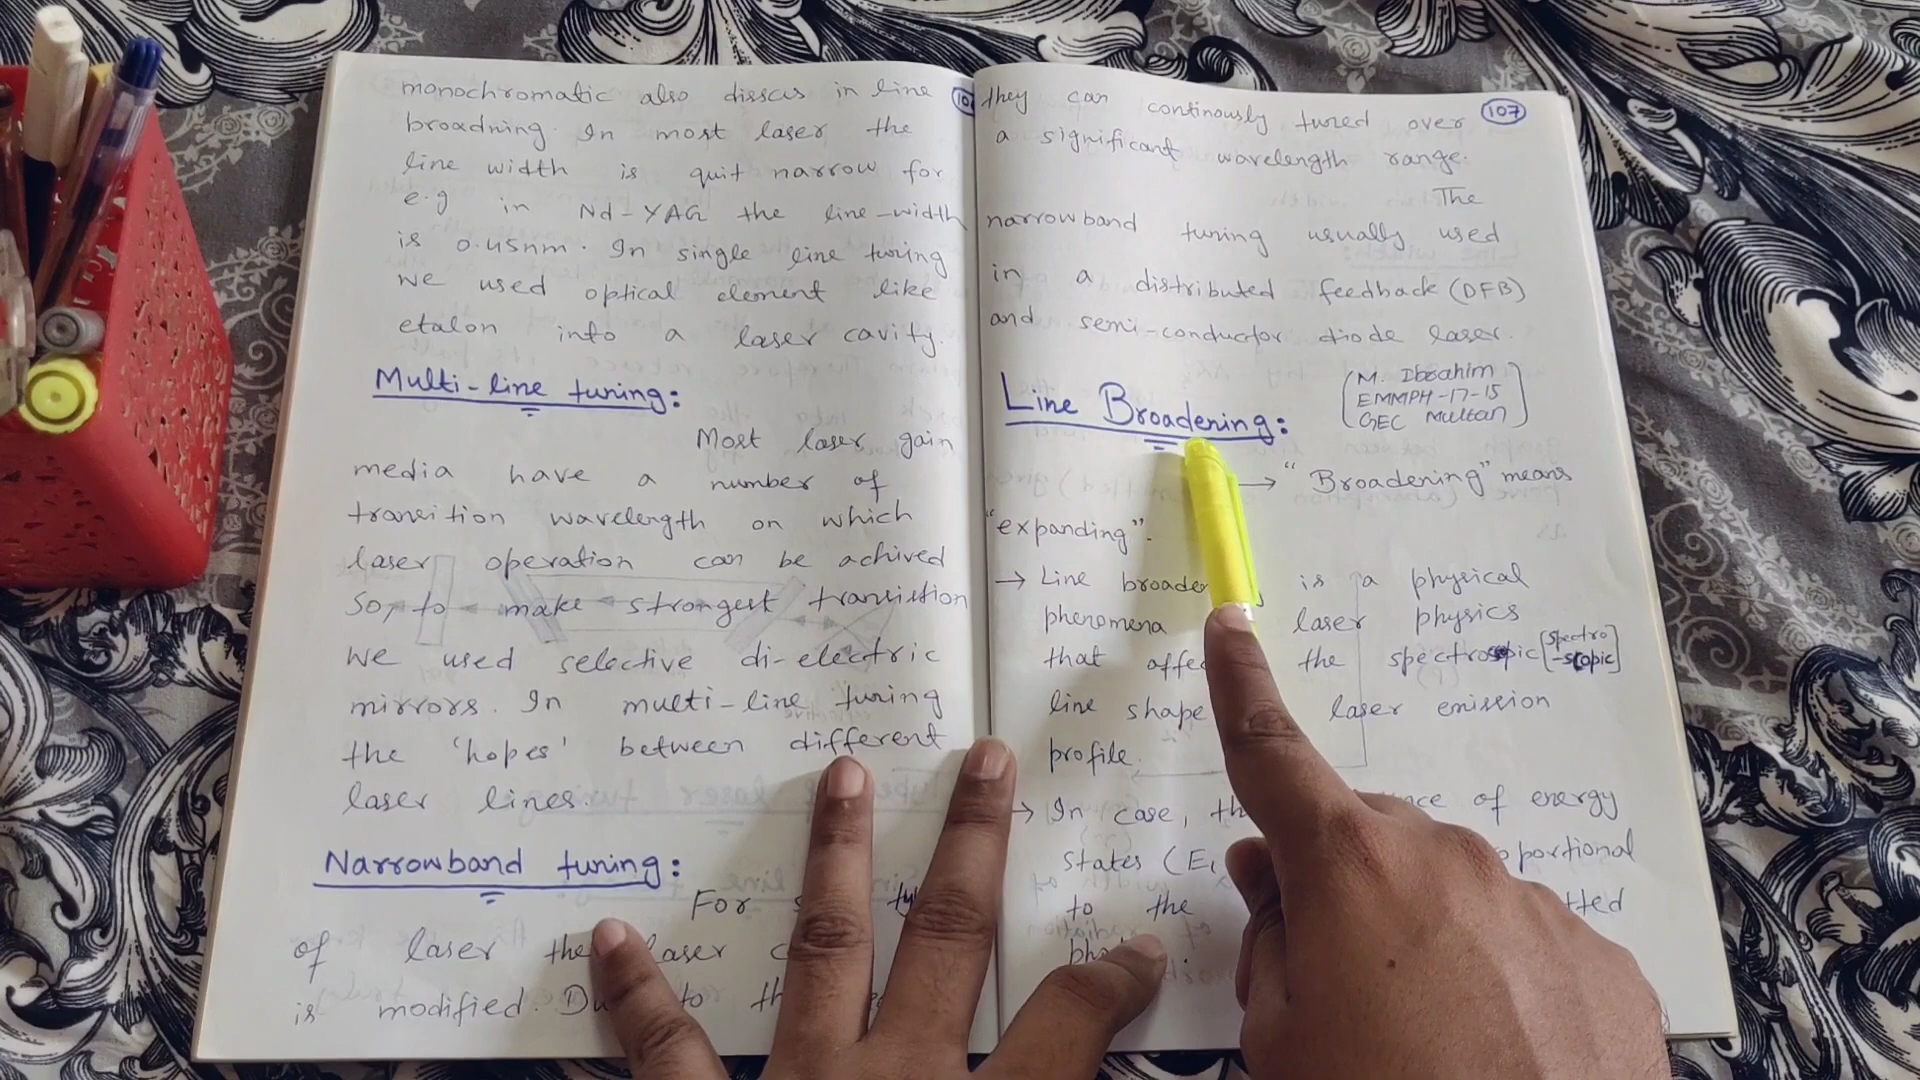 monochromatic also disscus in line
broadning. In most laser the
line width is quit narrow for
e.g in Nd-YAG the line-width
is 0.45nm. In single line tuning
we used optical element like
etalon into a laser cavity.
Multi-line tuning:
Most laser gain
media have a number of
transition wavelength on which
laser operation can be achived
So, to make strongest transistion
we used selective di-electric
mirrors. In multi-line tuning
the 'hopes' between different
laser lines.
Narrowband tuning:
For
of laser the laser
is modified. to
107
they can continously tuned over
a significant wavelength range.
The
narrowband tuning usually used
in a distributed feedback (DFB)
and semi-conductor diode laser.
Line Broadening:
(M. Ibrahim
EMMPH-17-15
GEC Multan)
→ "Broadening" means
"expanding".
→ Line is a physical
phenomena laser physics
that the spectroscopic [spectro
-scopic]
line shape laser emission
profile.
→ In case, of energy
States (E1
to the